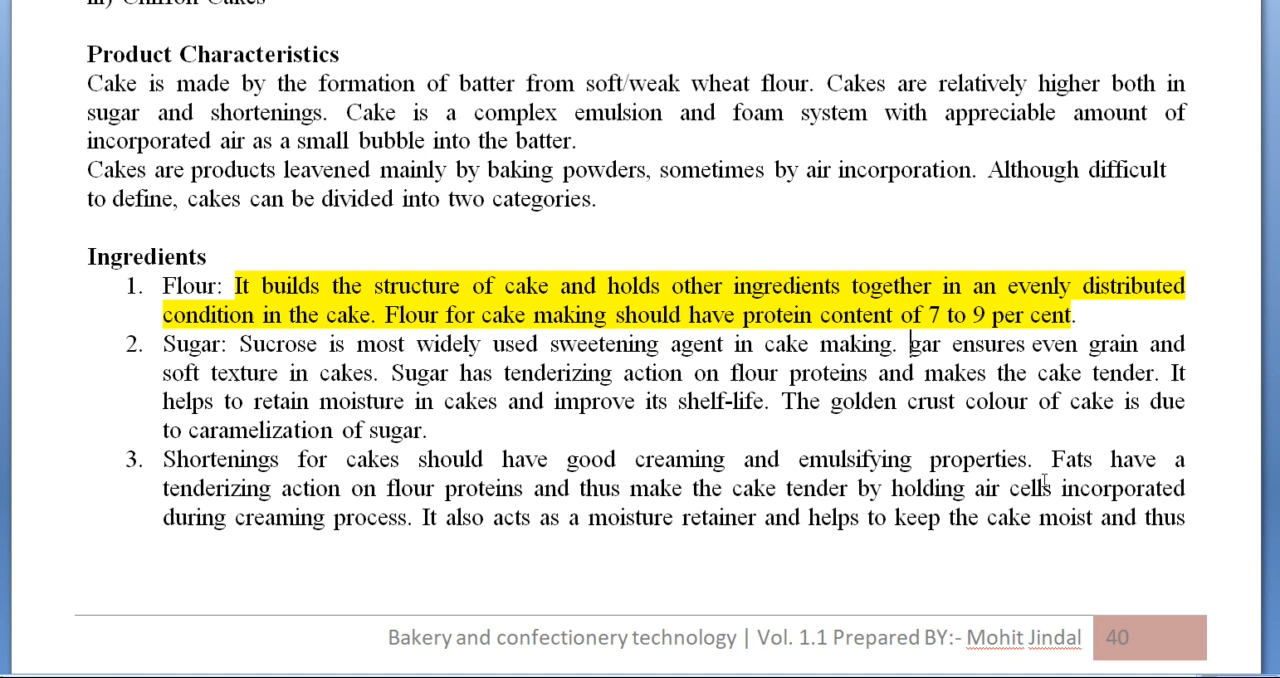 iii) Chiffon Cakes
Product Characteristics
Cake is made by the formation of batter from soft/weak wheat flour. Cakes are relatively higher both in
sugar and shortenings. Cake is a complex emulsion and foam system with appreciable amount of
incorporated air as a small bubble into the batter.
Cakes are products leavened mainly by baking powders, sometimes by air incorporation. Although difficult
to define, cakes can be divided into two categories.
Ingredients
1. Flour: It builds the structure of cake and holds other ingredients together in an evenly distributed
condition in the cake. Flour for cake making should have protein content of 7 to 9 per cent.
2. Sugar: Sucrose is most widely used sweetening agent in cake making. gar ensures even grain and
soft texture in cakes. Sugar has tenderizing action on flour proteins and makes the cake tender. It
helps to retain moisture in cakes and improve its shelf-life. The golden crust colour of cake is due
to caramelization of sugar.
3. Shortenings for cakes should have good creaming and emulsifying properties. Fats have a
tenderizing action on flour proteins and thus make the cake tender by holding air cells incorporated
during creaming process. It also acts as a moisture retainer and helps to keep the cake moist and thus
Bakery and confectionery technology | Vol. 1.1 Prepared BY:- Mohit Jindal 40